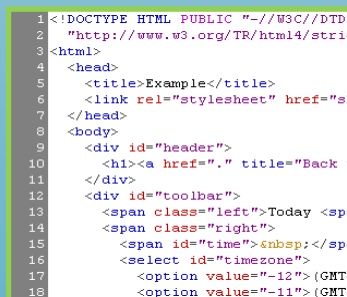 1 <!DOCTYPE HTML PUBLIC "-//W3C//DTD
2 "http://www.w3.org/TR/html4/stri
3 <html>
4 <head>
5 <title>Example</title>
6 <link rel="stylesheet" href="s
7 </head>
8 <body>
9 <div id="header">
10 <h1><a href="." title="Back
11 </div>
12 <div id="toolbar">
13 <span class="left">Today <sp
14 <span class="right">
15 <span id="time">&nbsp;</sp
16 <select id="timezone">
17 <option value="-12">(GMT
18 <option value="-11">(GMT